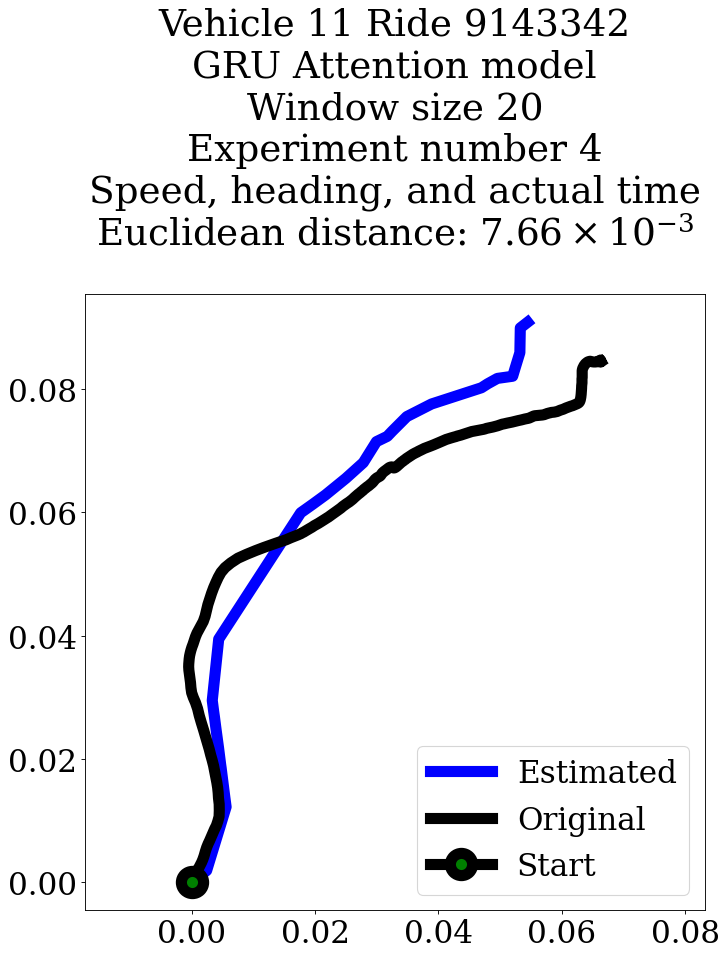 Vehicle 11 Ride 9143342
GRU Attention model
Window size 20
Experiment number 4
Speed, heading, and actual time
Euclidean distance: 7.66 × 10⁻³
0.08
0.06
0.04
0.02
0.00
Estimated
Original
Start
0.00 0.02 0.04 0.06 0.08